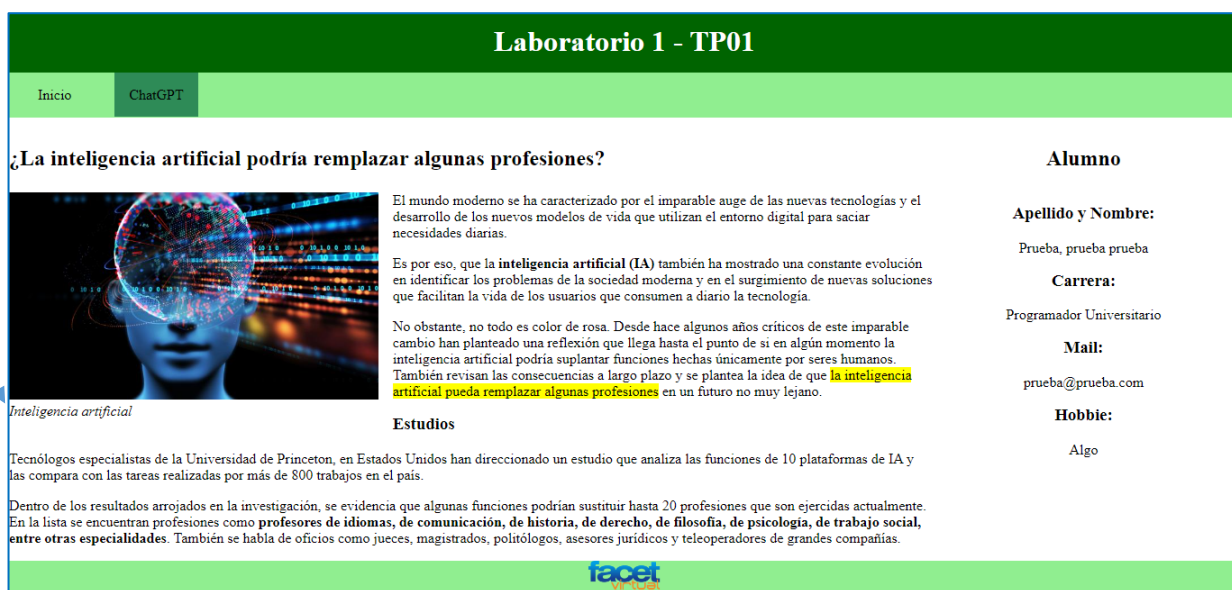 Laboratorio 1 - TP01
Inicio
ChatGPT
¿La inteligencia artificial podría remplazar algunas profesiones?
El mundo moderno se ha caracterizado por el imparable auge de las nuevas tecnologías y el
desarrollo de los nuevos modelos de vida que utilizan el entorno digital para saciar
necesidades diarias.
Es por eso, que la inteligencia artificial (IA) también ha mostrado una constante evolución
en identificar los problemas de la sociedad moderna y en el surgimiento de nuevas soluciones
que facilitan la vida de los usuarios que consumen a diario la tecnología.
No obstante, no todo es color de rosa. Desde hace algunos años críticos de este imparable
cambio han planteado una reflexión que llega hasta el punto de si en algún momento la
inteligencia artificial podría suplantar funciones hechas únicamente por seres humanos.
También revisan las consecuencias a largo plazo y se plantea la idea de que la inteligencia
artificial pueda remplazar algunas profesiones en un futuro no muy lejano.
Inteligencia artificial
Estudios
Tecnólogos especialistas de la Universidad de Princeton, en Estados Unidos han direccionado un estudio que analiza las funciones de 10 plataformas de IA y
las compara con las tareas realizadas por más de 800 trabajos en el país.
Dentro de los resultados arrojados en la investigación, se evidencia que algunas funciones podrían sustituir hasta 20 profesiones que son ejercidas actualmente.
En la lista se encuentran profesiones como profesores de idiomas, de comunicación, de historia, de derecho, de filosofía, de psicología, de trabajo social,
entre otras especialidades. También se habla de oficios como jueces, magistrados, politólogos, asesores jurídicos y teleoperadores de grandes compañías.
Alumno
Apellido y Nombre:
Prueba, prueba prueba
Carrera:
Programador Universitario
Mail:
prueba@prueba.com
Hobbie:
Algo
facet
virtual